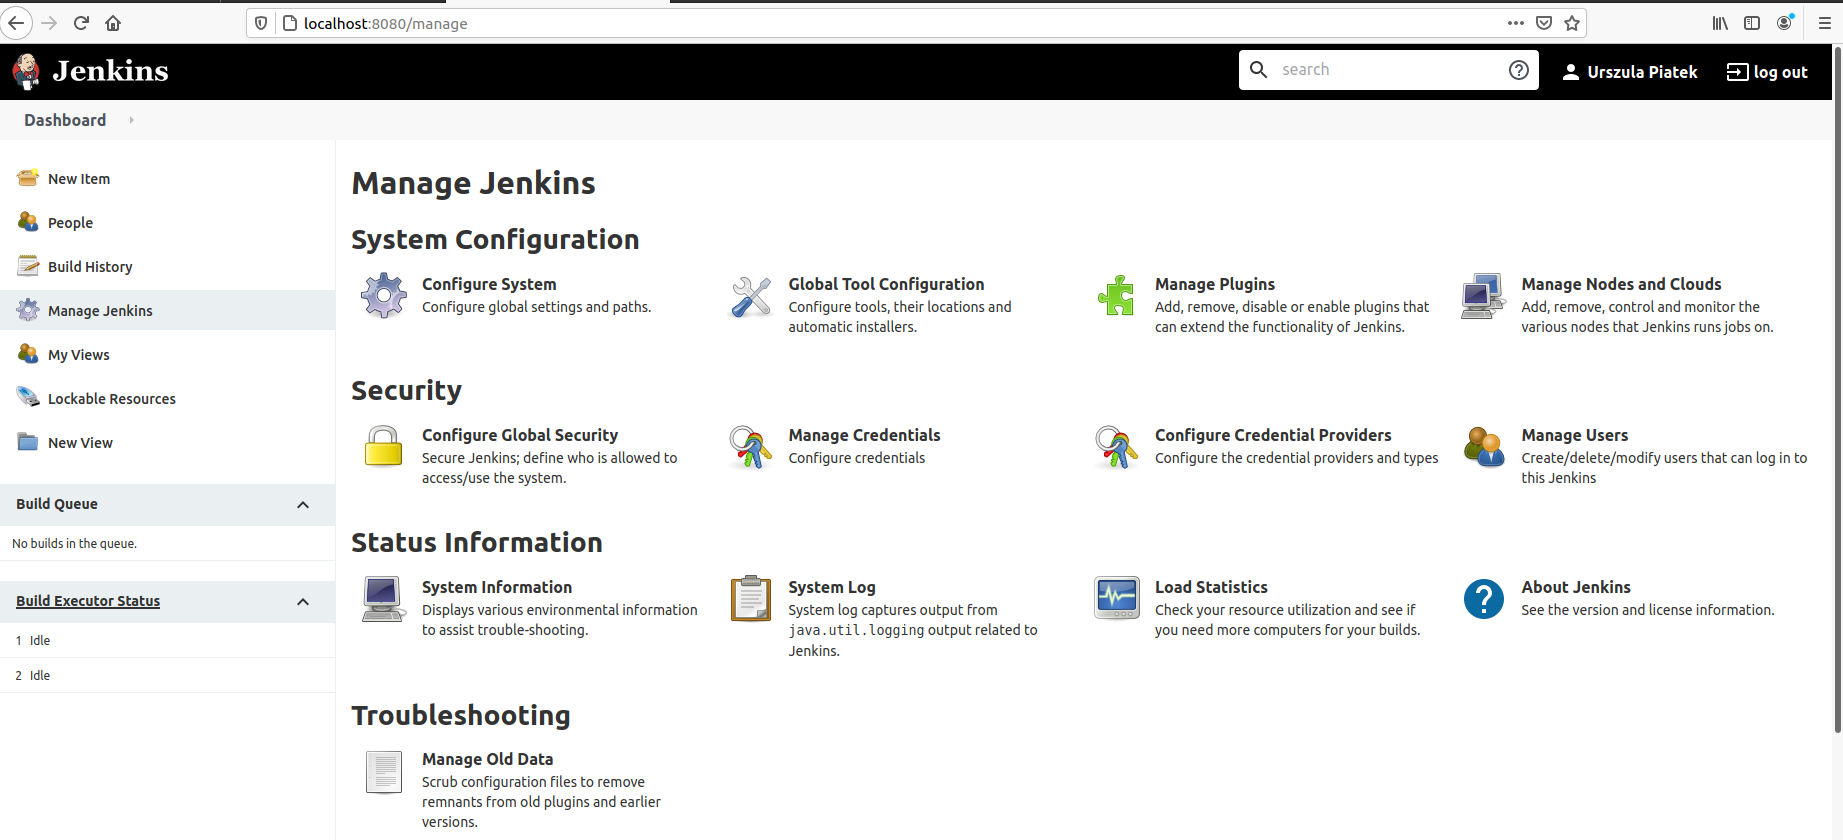 localhost:8080/manage
Jenkins
search
Urszula Piatek
log out
Dashboard
New Item
People
Build History
Manage Jenkins
My Views
Lockable Resources
New View
Build Queue
No builds in the queue.
Build Executor Status
1 Idle
2 Idle
Manage Jenkins
System Configuration
Configure System
Configure global settings and paths.
Global Tool Configuration
Configure tools, their locations and
automatic installers.
Manage Plugins
Add, remove, disable or enable plugins that
can extend the functionality of Jenkins.
Manage Nodes and Clouds
Add, remove, control and monitor the
various nodes that Jenkins runs jobs on.
Security
Configure Global Security
Secure Jenkins; define who is allowed to
access/use the system.
Manage Credentials
Configure credentials
Configure Credential Providers
Configure the credential providers and types
Manage Users
Create/delete/modify users that can log in to
this Jenkins
Status Information
System Information
Displays various environmental information
to assist trouble-shooting.
System Log
System log captures output from
java.util.logging output related to
Jenkins.
Load Statistics
Check your resource utilization and see if
you need more computers for your builds.
About Jenkins
See the version and license information.
Troubleshooting
Manage Old Data
Scrub configuration files to remove
remnants from old plugins and earlier
versions.